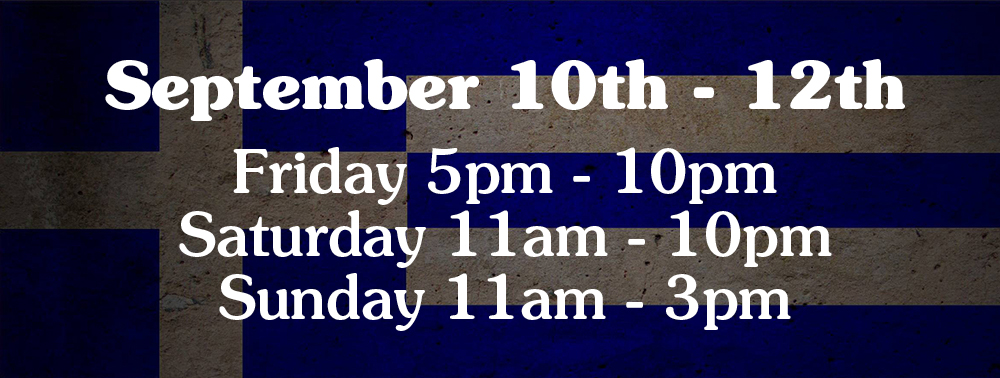 September 10th - 12th
Friday 5pm - 10pm
Saturday 11am - 10pm
Sunday 11am - 3pm